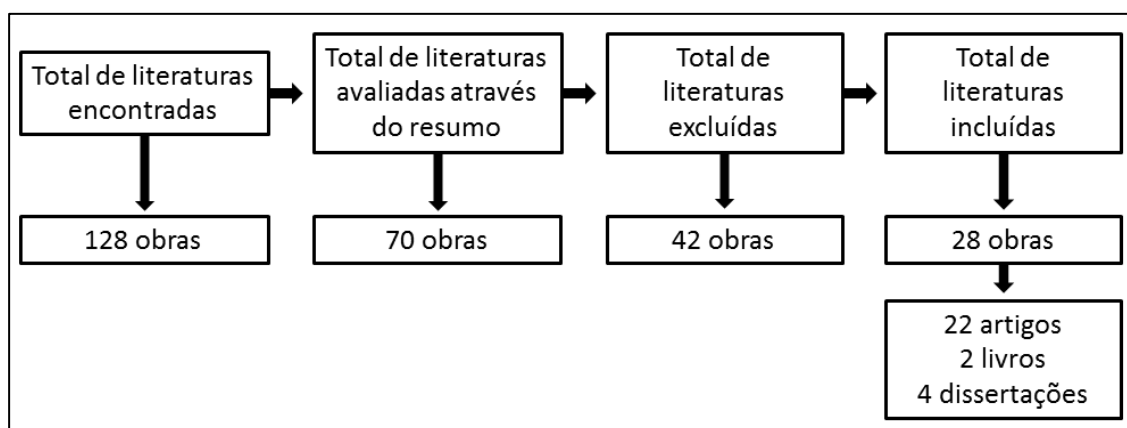 Total de literaturas
encontradas
Total de literaturas
avaliadas através
do resumo
Total de
literaturas
excluídas
Total de
literaturas
incluídas
128 obras
70 obras
42 obras
28 obras
22 artigos
2 livros
4 dissertações